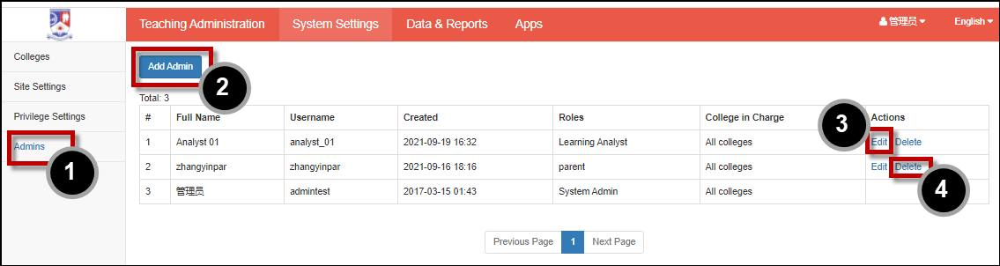 Teaching Administration System Settings Data & Reports Apps 管理员 English
Colleges
Site Settings
Privilege Settings
Admins
1
Add Admin
2
Total: 3
# Full Name Username Created Roles College in Charge Actions
1 Analyst 01 analyst_01 2021-09-19 16:32 Learning Analyst All colleges Edit Delete
2 zhangyinpar zhangyinpar 2021-09-16 18:16 parent All colleges Edit Delete
3 管理员 admintest 2017-03-15 01:43 System Admin All colleges
3
4
Previous Page 1 Next Page